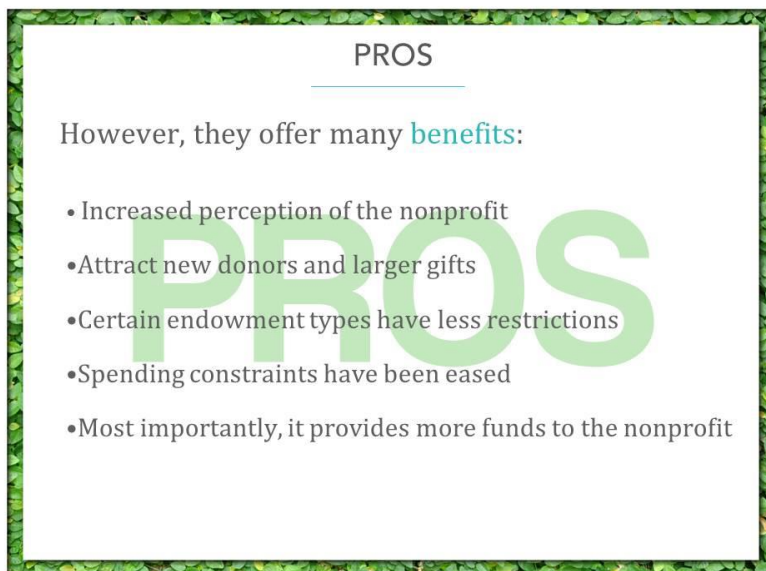 PROS
However, they offer many benefits:
• Increased perception of the nonprofit
•Attract new donors and larger gifts
•Certain endowment types have less restrictions
•Spending constraints have been eased
•Most importantly, it provides more funds to the nonprofit
PROS